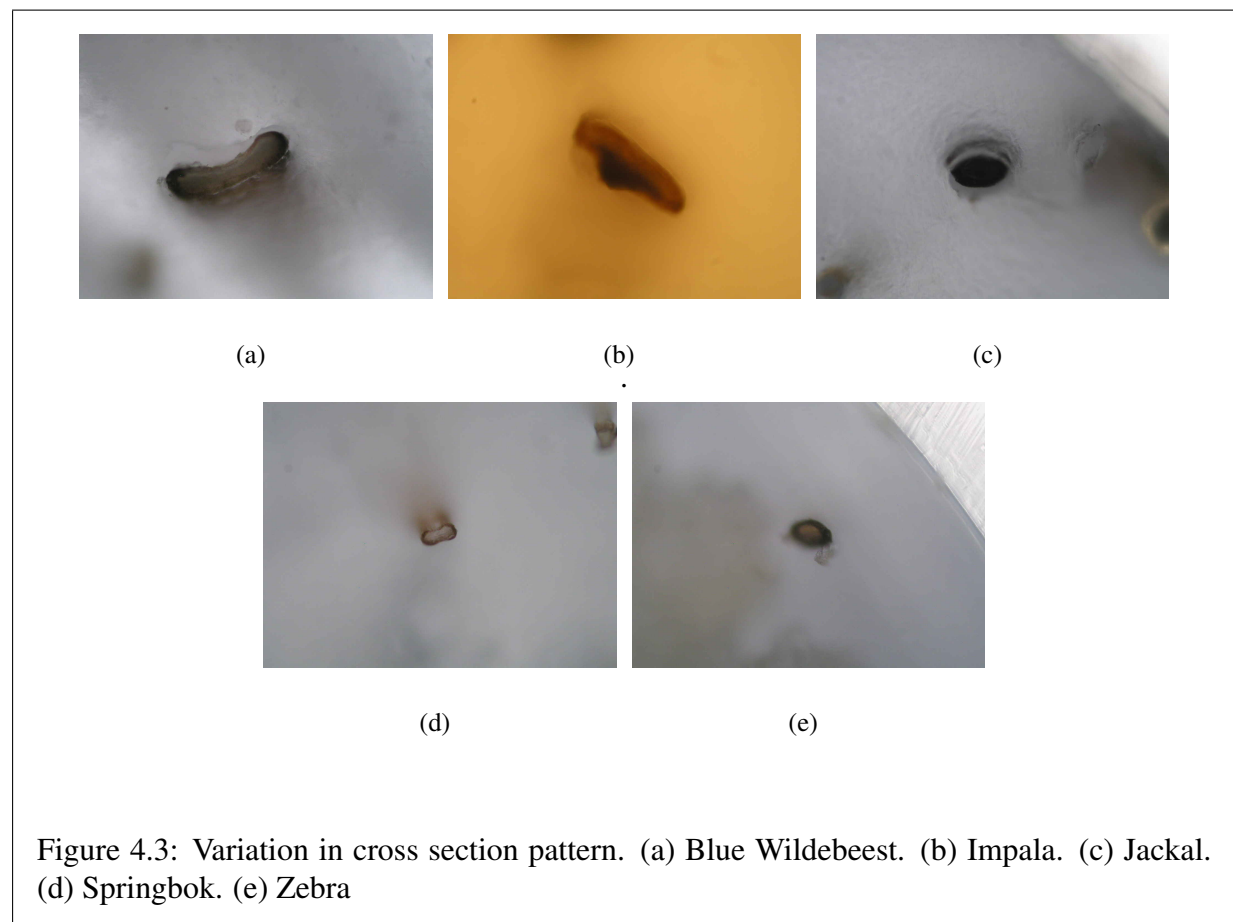 (a)
(b)
(c)
.
(d)
(e)
Figure 4.3: Variation in cross section pattern. (a) Blue Wildebeest. (b) Impala. (c) Jackal.
(d) Springbok. (e) Zebra